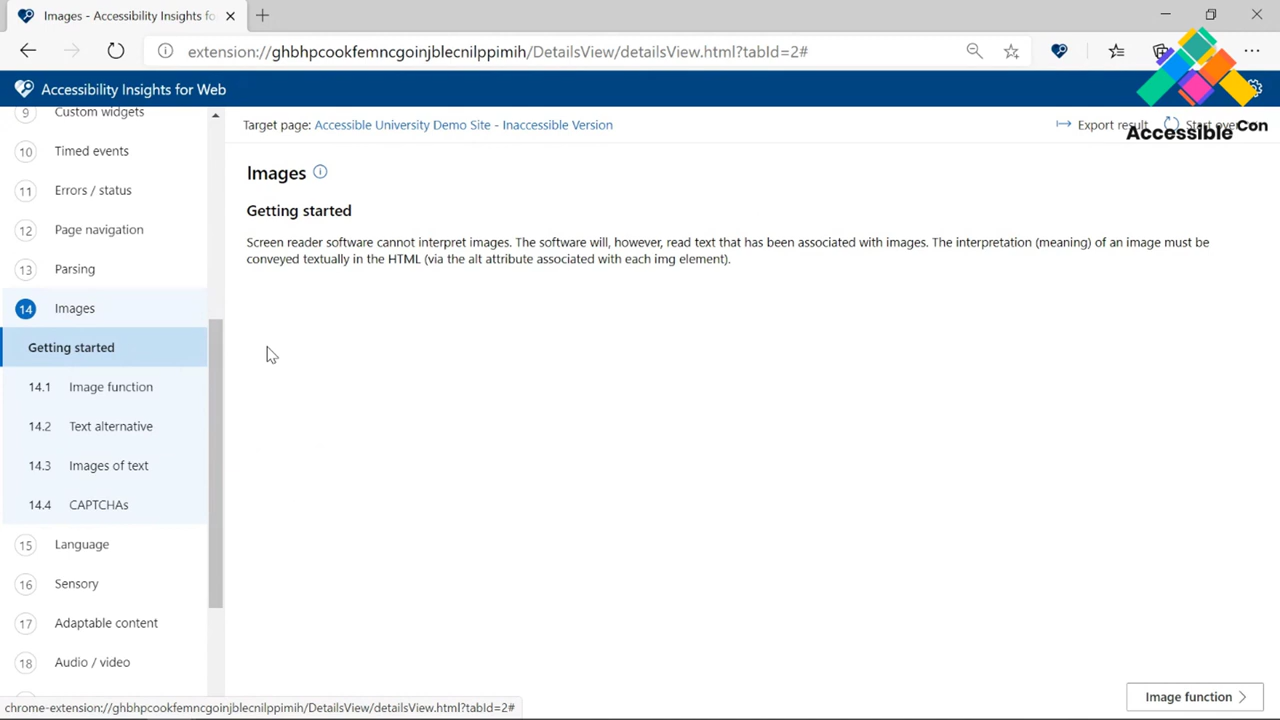 Images - Accessibility Insights fo
extension://ghbhpcookfemncgoinjblecnilppimih/DetailsView/detailsView.html?tabId=2#
Accessibility Insights for Web
Accessible Con
9 Custom widgets
10 Timed events
11 Errors / status
12 Page navigation
13 Parsing
14 Images
Getting started
14.1 Image function
14.2 Text alternative
14.3 Images of text
14.4 CAPTCHAs
15 Language
16 Sensory
17 Adaptable content
18 Audio / video
Target page: Accessible University Demo Site - Inaccessible Version
Export result
Start over
Images
Getting started
Screen reader software cannot interpret images. The software will, however, read text that has been associated with images. The interpretation (meaning) of an image must be
conveyed textually in the HTML (via the alt attribute associated with each img element).
Image function
chrome-extension://ghbhpcookfemncgoinjblecnilppimih/DetailsView/detailsView.html?tabId=2#